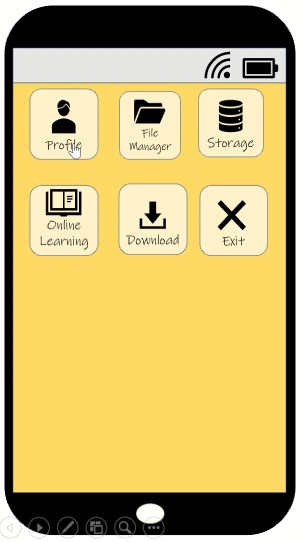 Profile
File
Manager
Storage
Online
Learning
Download
Exit